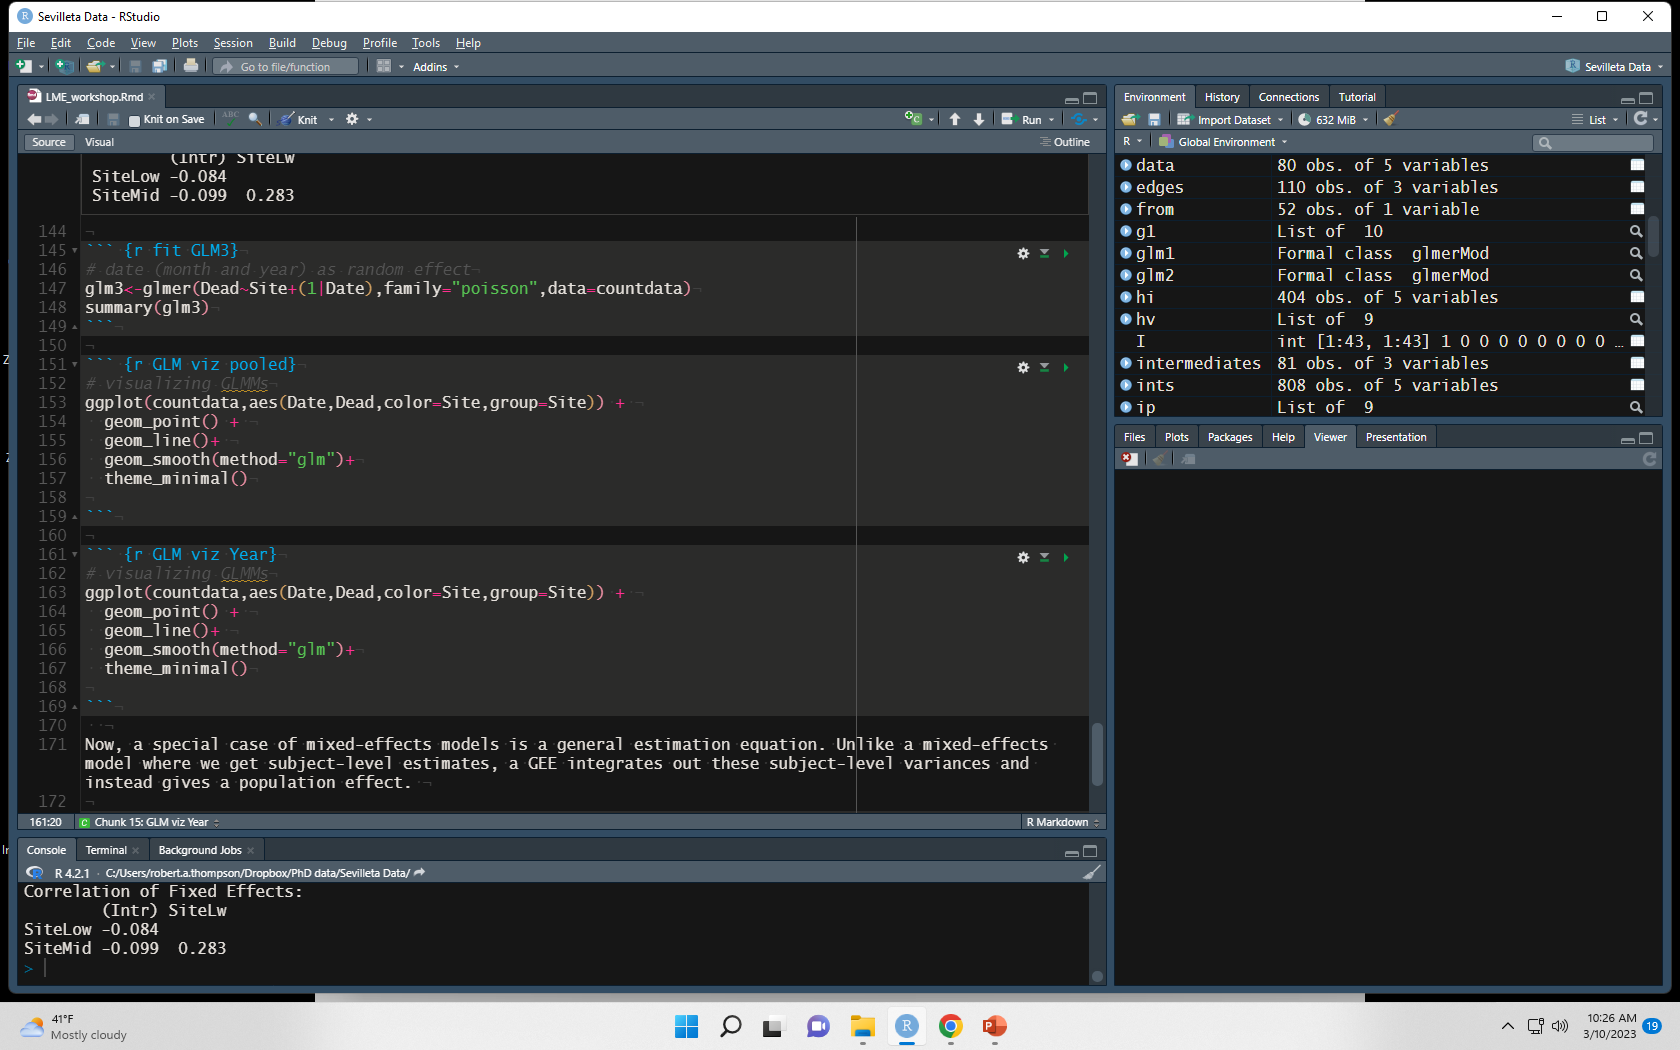 Sevilleta Data - RStudio
File Edit Code View Plots Session Build Debug Profile Tools Help
Go to file/function Addins Sevilleta Data
LME_workshop.Rmd
Knit on Save ABC Knit Run
Source Visual Outline
(Intr) SiteLw
SiteLow -0.084
SiteMid -0.099 0.283
144
145 ``` {r fit GLM3}
146 # date (month and year) as random effect
147 glm3<-glmer(Dead~Site+(1|Date),family="poisson",data=countdata)
148 summary(glm3)
149 ```
150
151 ``` {r GLM viz pooled}
152 # visualizing GLMMs
153 ggplot(countdata,aes(Date,Dead,color=Site,group=Site)) +
154 geom_point() +
155 geom_line()+
156 geom_smooth(method="glm")+
157 theme_minimal()
158
159 ```
160
161 ``` {r GLM viz Year}
162 # visualizing GLMMs
163 ggplot(countdata,aes(Date,Dead,color=Site,group=Site)) +
164 geom_point() +
165 geom_line()+
166 geom_smooth(method="glm")+
167 theme_minimal()
168
169 ```
170
171 Now, a special case of mixed-effects models is a general estimation equation. Unlike a mixed-effects
model where we get subject-level estimates, a GEE integrates out these subject-level variances and
instead gives a population effect.
172
161:20 Chunk 15: GLM viz Year R Markdown
Console Terminal Background Jobs
R 4.2.1 · C:/Users/robert.a.thompson/Dropbox/PhD data/Sevilleta Data/
Correlation of Fixed Effects:
(Intr) SiteLw
SiteLow -0.084
SiteMid -0.099 0.283
>
Environment History Connections Tutorial
Import Dataset 632 MiB List
R Global Environment
data 80 obs. of 5 variables
edges 110 obs. of 3 variables
from 52 obs. of 1 variable
g1 List of 10
glm1 Formal class glmerMod
glm2 Formal class glmerMod
hi 404 obs. of 5 variables
hv List of 9
I int [1:43, 1:43] 1 0 0 0 0 0 0 0 0 …
intermediates 81 obs. of 3 variables
ints 808 obs. of 5 variables
ip List of 9
Files Plots Packages Help Viewer Presentation
41°F
Mostly cloudy
10:26 AM
3/10/2023
19